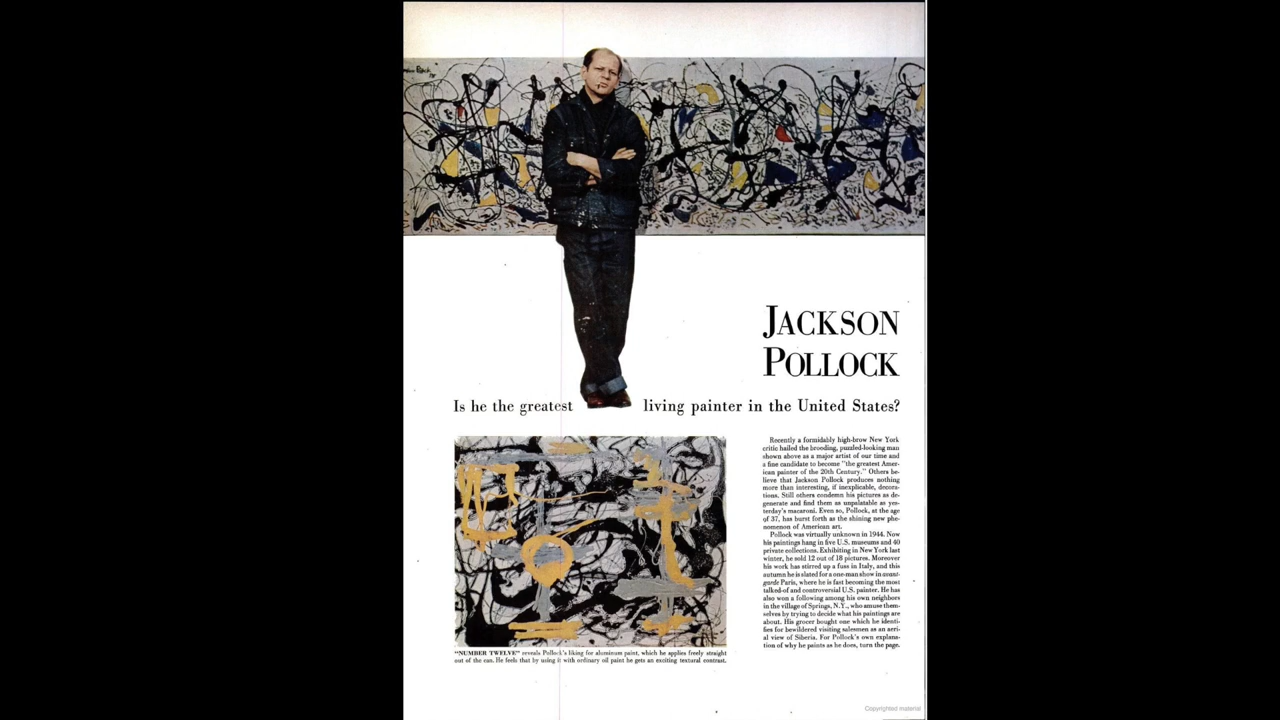 JACKSON
POLLOCK
Is he the greatest living painter in the United States?
Recently a formidably high-brow New York
critic hailed the brooding, puzzled-looking man
shown above as a major artist of our time and
a fine candidate to become "the greatest Amer-
ican painter of the 20th Century." Others be-
lieve that Jackson Pollock produces nothing
more than interesting, if inexplicable, decora-
tions. Still others condemn his pictures as de-
generate and find them as unpalatable as yes-
terday's macaroni. Even so, Pollock, at the age
of 37, has burst forth as the shining new phe-
nomenon of American art.
Pollock was virtually unknown in 1944. Now
his paintings hang in five U.S. museums and 40
private collections. Exhibiting in New York last
winter, he sold 12 out of 18 pictures. Moreover
his work has stirred up a fuss in Italy, and this
autumn he is slated for a one-man show in avant-
garde Paris, where he is fast becoming the most
talked-of and controversial U.S. painter. He has
also won a following among his own neighbors
in the village of Springs, N.Y., who amuse them-
selves by trying to decide what his paintings are
about. His grocer bought one which he identi-
fies for bewildered visiting salesmen as an aeri-
al view of Siberia. For Pollock's own explana-
tion of why he paints as he does, turn the page.
"NUMBER TWELVE" reveals Pollock's liking for aluminum paint, which he applies freely straight
out of the can. He feels that by using it with ordinary oil paint he gets an exciting textural contrast.
Copyrighted material